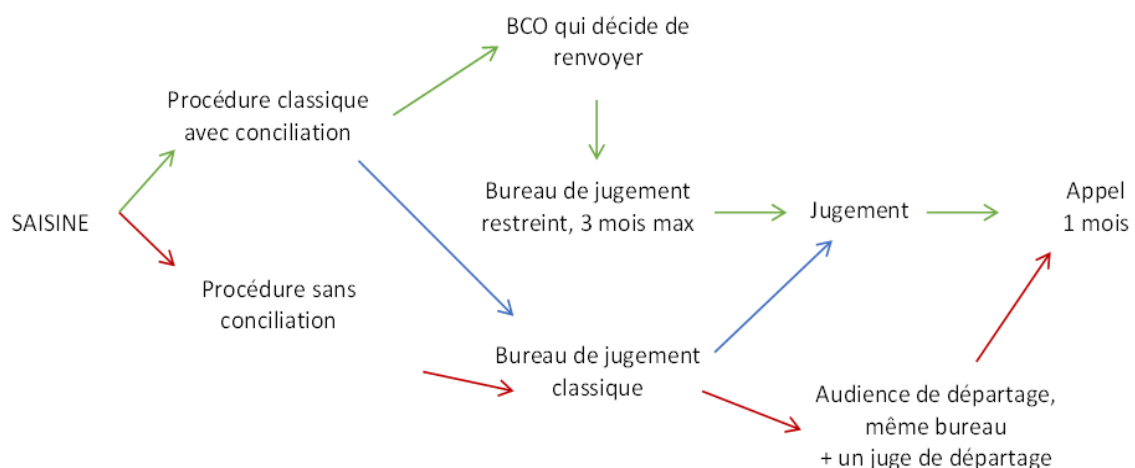 BCO qui décide de
renvoyer
Procédure classique
avec conciliation
SAISINE
Bureau de jugement
restreint, 3 mois max
Jugement
Appel
1 mois
Procédure sans
conciliation
Bureau de jugement
classique
Audience de départage,
même bureau
+ un juge de départage